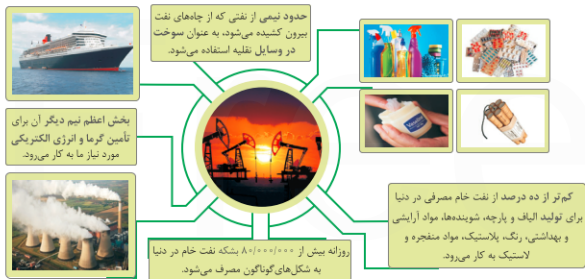 حدود نیمی از نفتی که از چاه‌های نفت
بیرون کشیده می‌شود، به عنوان سوخت
در وسایل نقلیه استفاده می‌شود.
بخش اعظم نیم دیگر آن برای
تأمین گرما و انرژی الکتریکی
مورد نیاز ما به کار می‌رود.
کم‌تر از ده درصد از نفت خام مصرفی در دنیا
برای تولید الیاف و پارچه، شوینده‌ها، مواد آرایشی
و بهداشتی، رنگ، پلاستیک، مواد منفجره و
لاستیک به کار می‌رود.
روزانه بیش از ۸۰/۰۰۰/۰۰۰ بشکه نفت خام در دنیا
به شکل‌های گوناگون مصرف می‌شود.